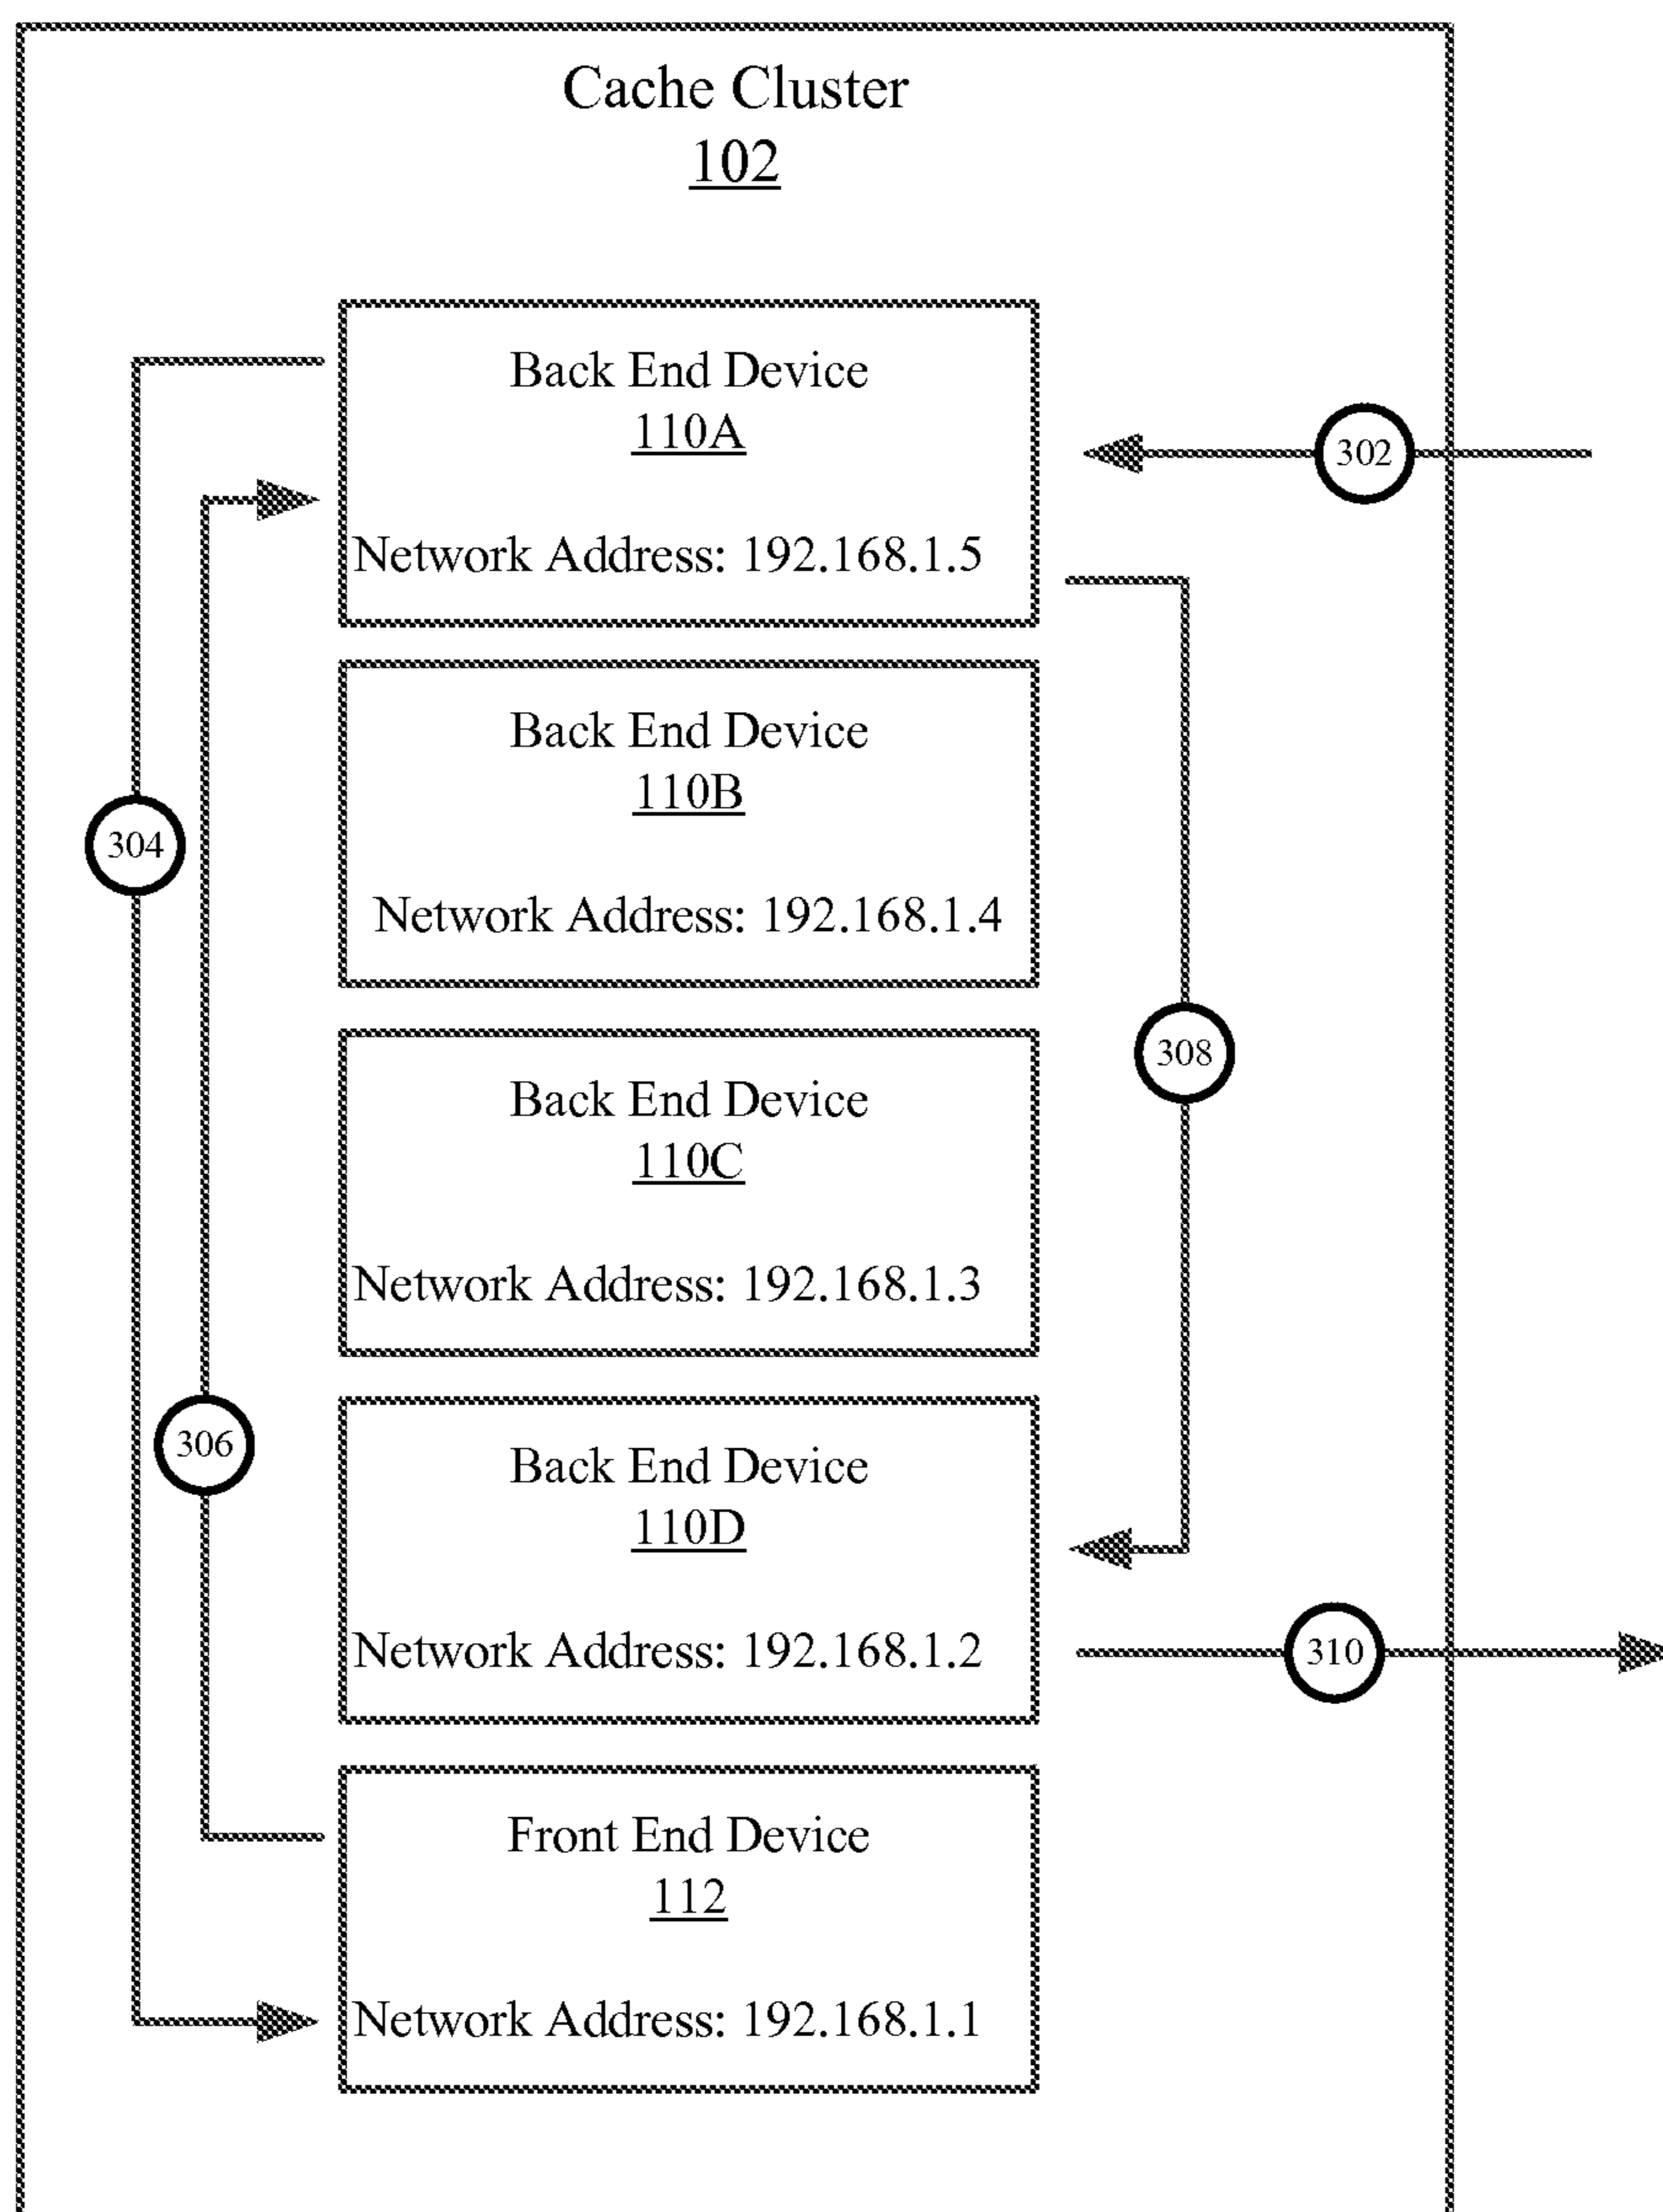 Cache Cluster
102
Back End Device
110A
302
Network Address: 192.168.1.5
Back End Device
110B
304
Network Address: 192.168.1.4
308
Back End Device
110C
Network Address: 192.168.1.3
306
Back End Device
110D
Network Address: 192.168.1.2
310
Front End Device
112
Network Address: 192.168.1.1